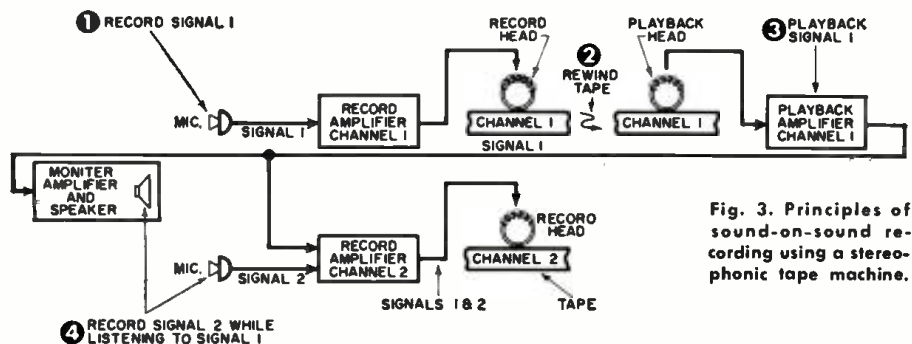 1 RECORD SIGNAL 1
RECORD
HEAD
PLAYBACK
HEAD
3 PLAYBACK
SIGNAL 1
2
REWIND
TAPE
MIC.
SIGNAL 1
RECORD
AMPLIFIER
CHANNEL 1
CHANNEL 1
CHANNEL 1
PLAYBACK
AMPLIFIER
CHANNEL 1
SIGNAL 1
MONITER
AMPLIFIER
AND
SPEAKER
MIC.
SIGNAL 2
RECORD
AMPLIFIER
CHANNEL 2
RECORO
HEAD
CHANNEL 2
SIGNALS 1 & 2
TAPE
4 RECORD SIGNAL 2 WHILE
LISTENING TO SIGNAL 1
Fig. 3. Principles of
sound-on-sound re-
cording using a stereo-
phonic tape machine.